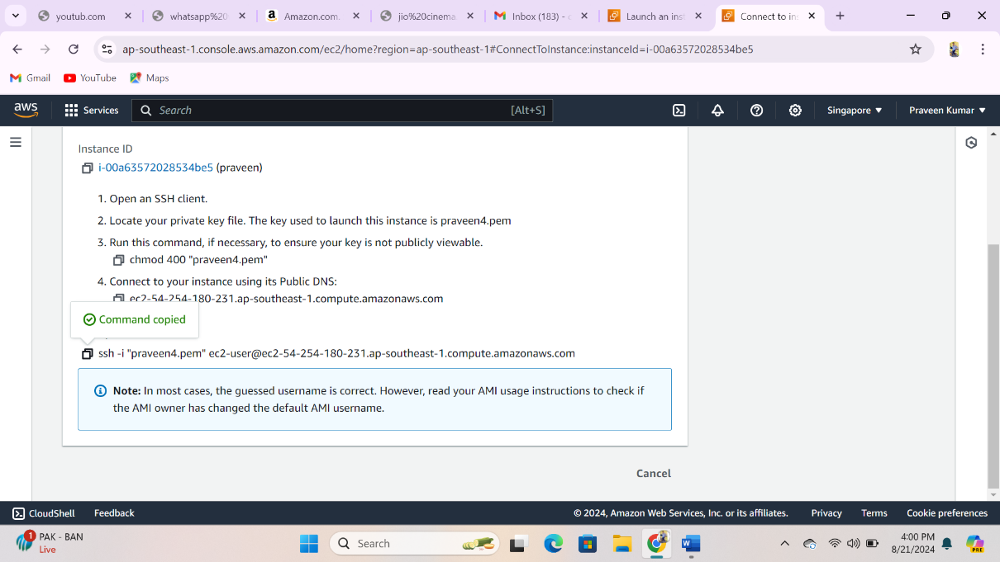 youtub.com
whatsapp%20
Amazon.com.
jio%20cinema
Inbox (183) - c
Launch an inst
Connect to in
ap-southeast-1.console.aws.amazon.com/ec2/home?region=ap-southeast-1#ConnectToInstance:instanceId=i-00a63572028534be5
Gmail
YouTube
Maps
aws
Services
Search
[Alt+S]
Singapore
Praveen Kumar
Instance ID
i-00a63572028534be5 (praveen)
1. Open an SSH client.
2. Locate your private key file. The key used to launch this instance is praveen4.pem
3. Run this command, if necessary, to ensure your key is not publicly viewable.
chmod 400 "praveen4.pem"
4. Connect to your instance using its Public DNS:
ec2-54-254-180-231.ap-southeast-1.compute.amazonaws.com
Command copied
ssh -i "praveen4.pem" ec2-user@ec2-54-254-180-231.ap-southeast-1.compute.amazonaws.com
Note: In most cases, the guessed username is correct. However, read your AMI usage instructions to check if
the AMI owner has changed the default AMI username.
Cancel
CloudShell
Feedback
© 2024, Amazon Web Services, Inc. or its affiliates.
Privacy
Terms
Cookie preferences
1
PAK - BAN
Live
Search
4:00 PM
8/21/2024
PRE